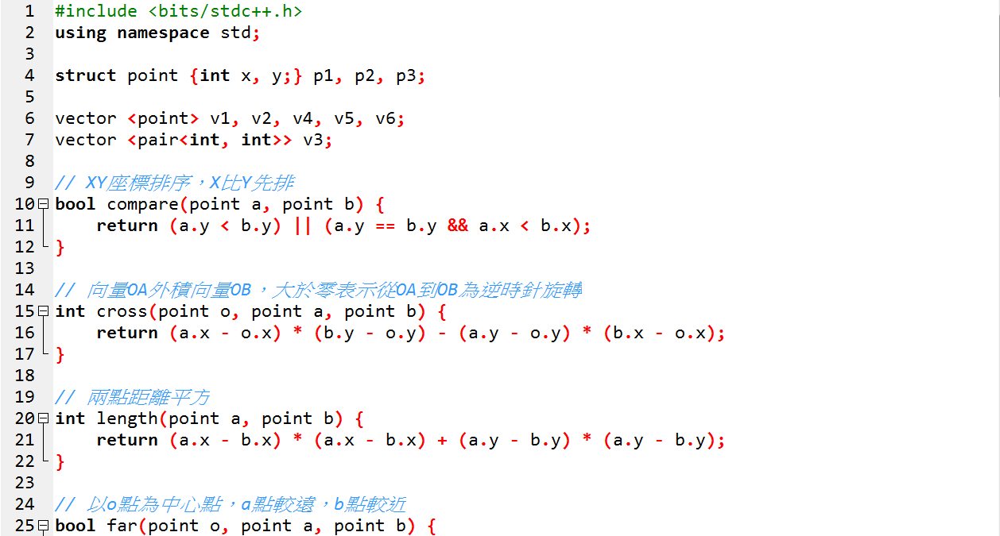 1 #include <bits/stdc++.h>
2 using namespace std;
3
4 struct point {int x, y;} p1, p2, p3;
5
6 vector <point> v1, v2, v4, v5, v6;
7 vector <pair<int, int>> v3;
8
9 // XY座標排序，X比Y先排
10 bool compare(point a, point b) {
11     return (a.y < b.y) || (a.y == b.y && a.x < b.x);
12 }
13
14 // 向量OA外積向量OB，大於零表示從OA到OB為逆時針旋轉
15 int cross(point o, point a, point b) {
16     return (a.x - o.x) * (b.y - o.y) - (a.y - o.y) * (b.x - o.x);
17 }
18
19 // 兩點距離平方
20 int length(point a, point b) {
21     return (a.x - b.x) * (a.x - b.x) + (a.y - b.y) * (a.y - b.y);
22 }
23
24 // 以o點為中心點，a點較遠，b點較近
25 bool far(point o, point a, point b) {